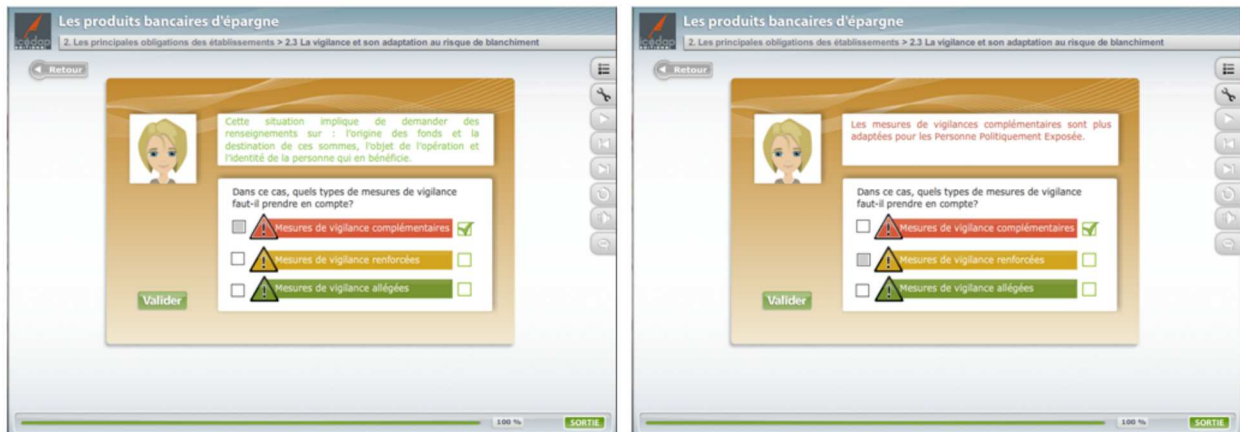 Les produits bancaires d'épargne
icédap
2. Les principales obligations des établissements > 2.3 La vigilance et son adaptation au risque de blanchiment
Retour
Cette situation implique de demander des
renseignements sur : l'origine des fonds et la
destination de ces sommes, l'objet de l'opération et
l'identité de la personne qui en bénéficie.
Dans ce cas, quels types de mesures de vigilance
faut-il prendre en compte?
Mesures de vigilance complémentaires
Mesures de vigilance renforcées
Mesures de vigilance allégées
Valider
100 %
SORTIE
Les produits bancaires d'épargne
icédap
2. Les principales obligations des établissements > 2.3 La vigilance et son adaptation au risque de blanchiment
Retour
Les mesures de vigilances complémentaires sont plus
adaptées pour les Personne Politiquement Exposée.
Dans ce cas, quels types de mesures de vigilance
faut-il prendre en compte?
Mesures de vigilance complémentaires
Mesures de vigilance renforcées
Mesures de vigilance allégées
Valider
100 %
SORTIE